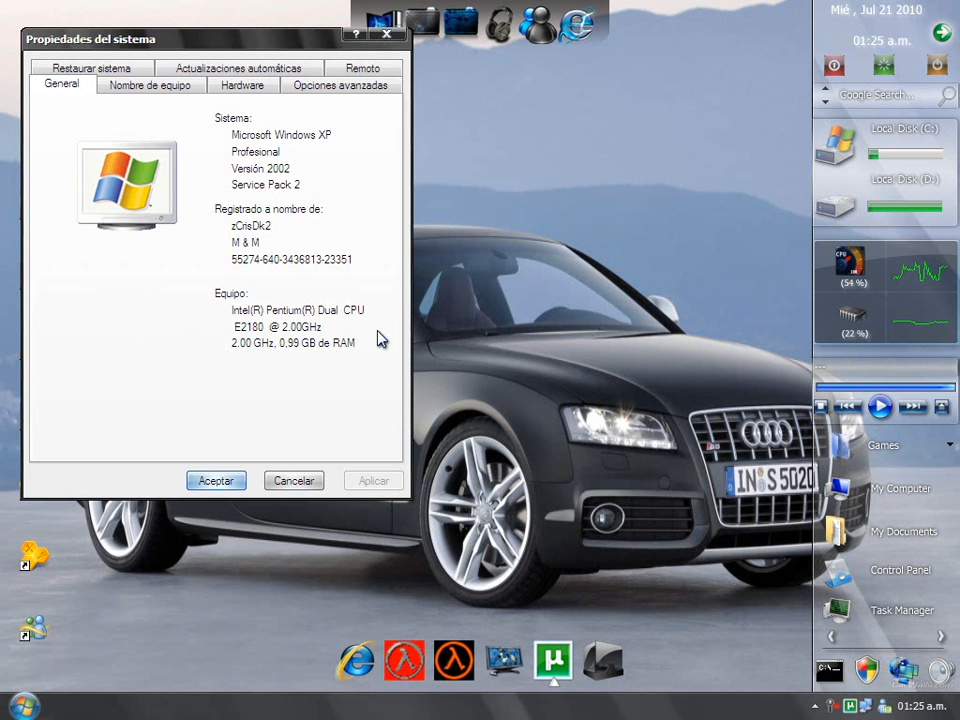 Propiedades del sistema
?
X
Restaurar sistema
Actualizaciones automáticas
Remoto
General
Nombre de equipo
Hardware
Opciones avanzadas
Sistema:
Microsoft Windows XP
Profesional
Versión 2002
Service Pack 2
Registrado a nombre de:
zCrisDk2
M & M
55274-640-3436813-23351
Equipo:
Intel(R) Pentium(R) Dual CPU
E2180 @ 2.00GHz
2.00 GHz, 0,99 GB de RAM
Aceptar
Cancelar
Aplicar
Mié , Jul 21 2010
01:25 a.m.
Google Search...
Local Disk (C:)
Local Disk (D:)
CPU
(54 %)
(22 %)
---
Games
My Computer
My Documents
Control Panel
Task Manager
IN S 5020
C:\_
µ
01:25 a.m.